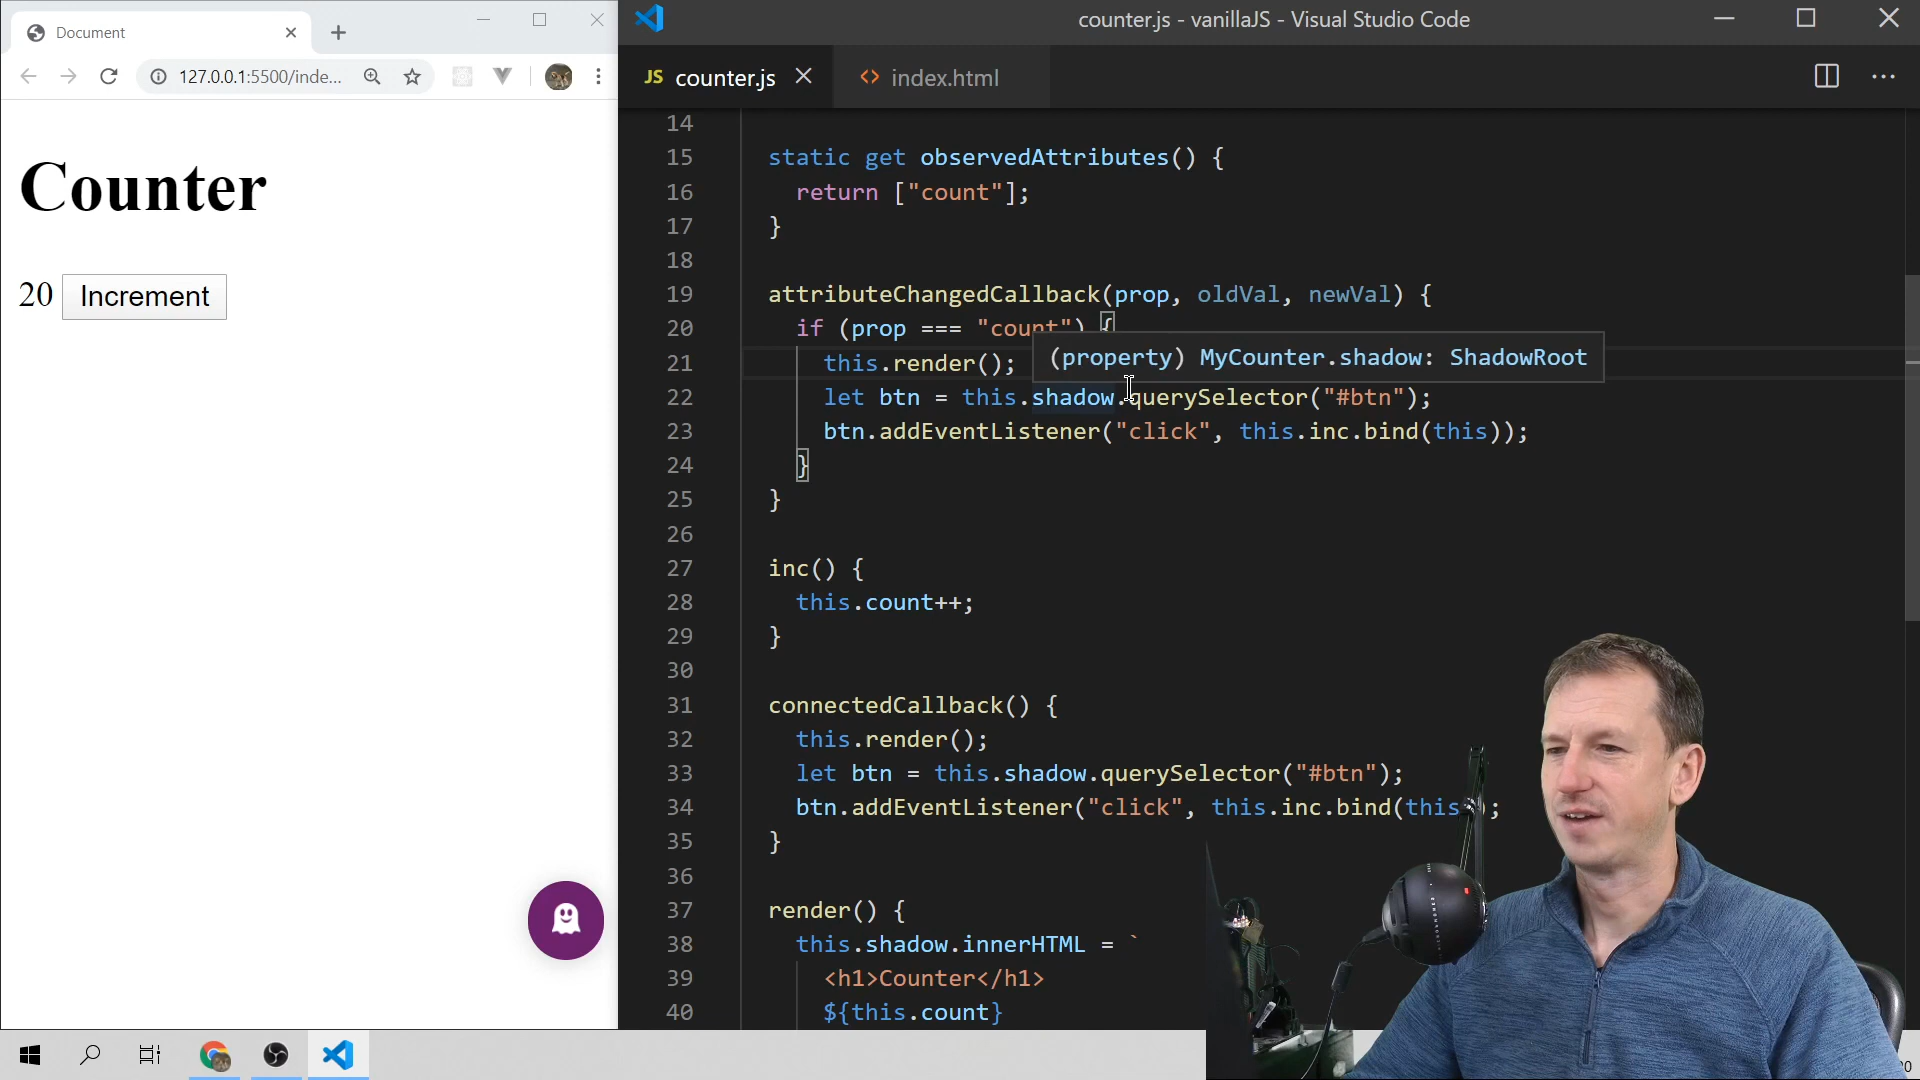 Document
127.0.0.1:5500/inde...
Counter
20 Increment
counter.js - vanillaJS - Visual Studio Code
JS counter.js
<> index.html
14
15 static get observedAttributes() {
16 return ["count"];
17 }
18
19 attributeChangedCallback(prop, oldVal, newVal) {
20 if (prop === "count") {
(property) MyCounter.shadow: ShadowRoot
21 this.render();
22 let btn = this.shadow.querySelector("#btn");
23 btn.addEventListener("click", this.inc.bind(this));
24 }
25 }
26
27 inc() {
28 this.count++;
29 }
30
31 connectedCallback() {
32 this.render();
33 let btn = this.shadow.querySelector("#btn");
34 btn.addEventListener("click", this.inc.bind(this);
35 }
36
37 render() {
38 this.shadow.innerHTML = `
39 <h1>Counter</h1>
40 ${this.count}